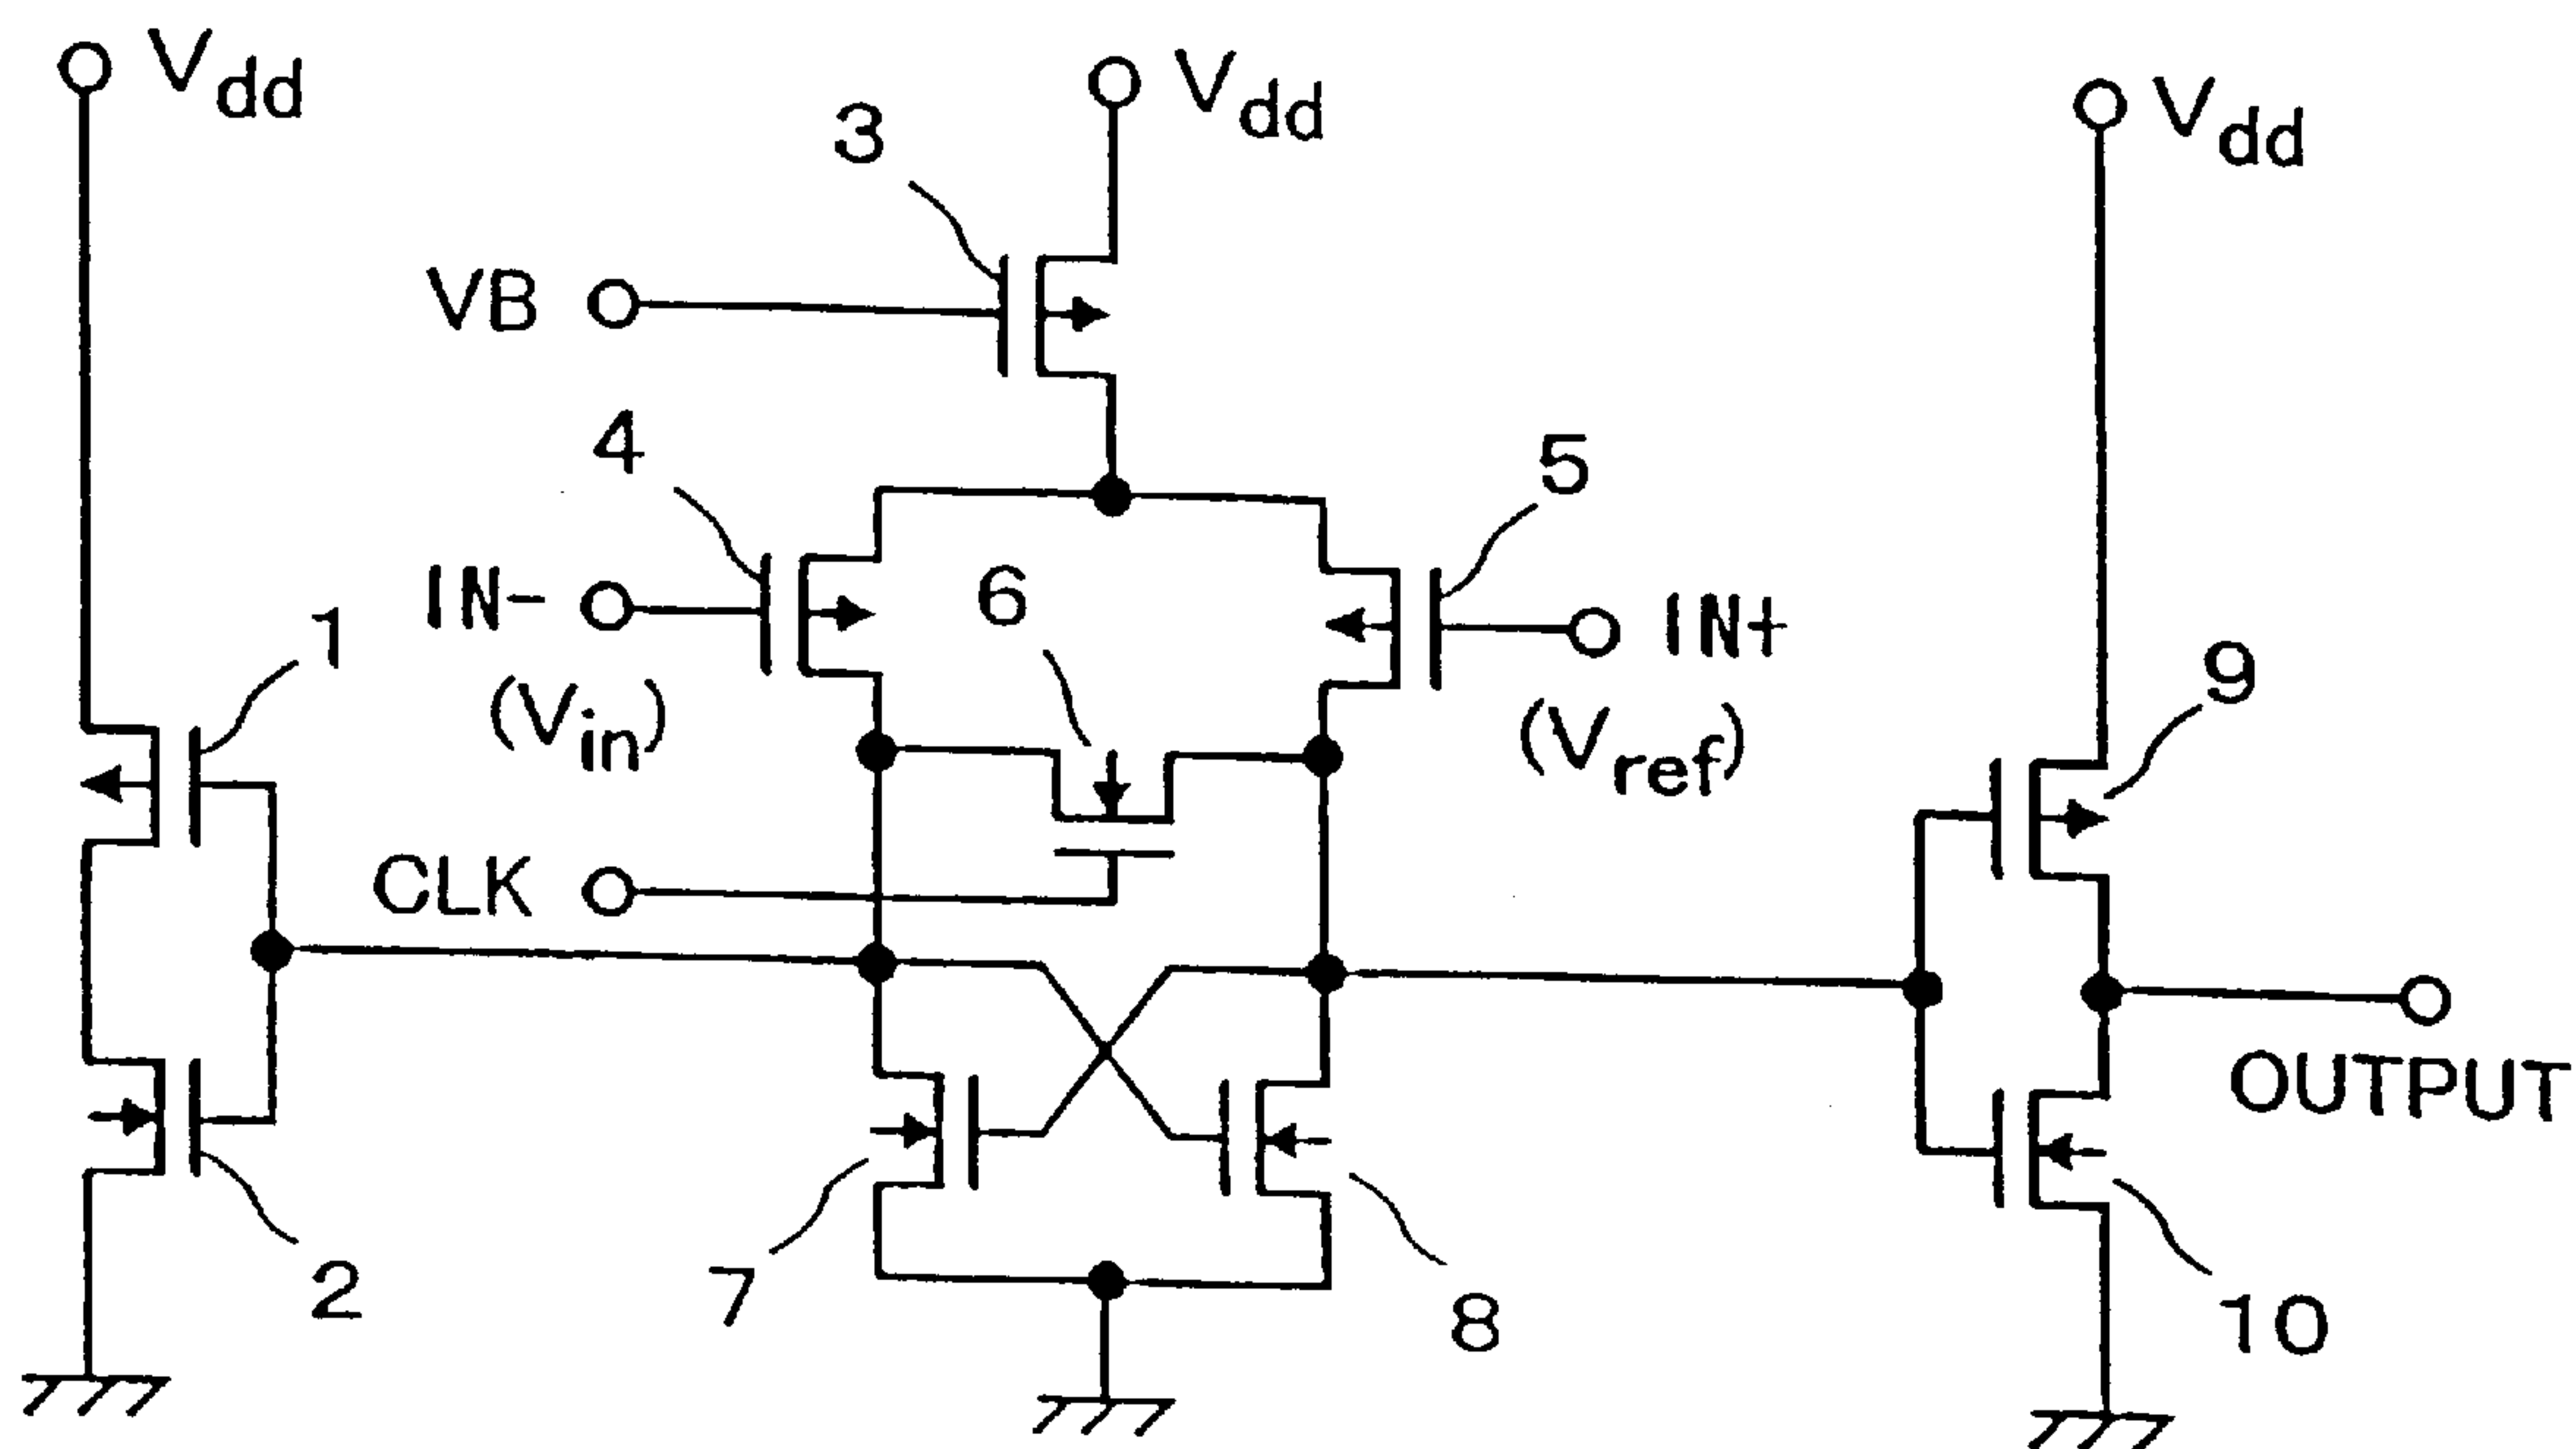 Vdd
Vdd
Vdd
3
VB
4
5
IN-
6
IN+
1
(Vin)
(Vref)
9
CLK
OUTPUT
2
7
8
10